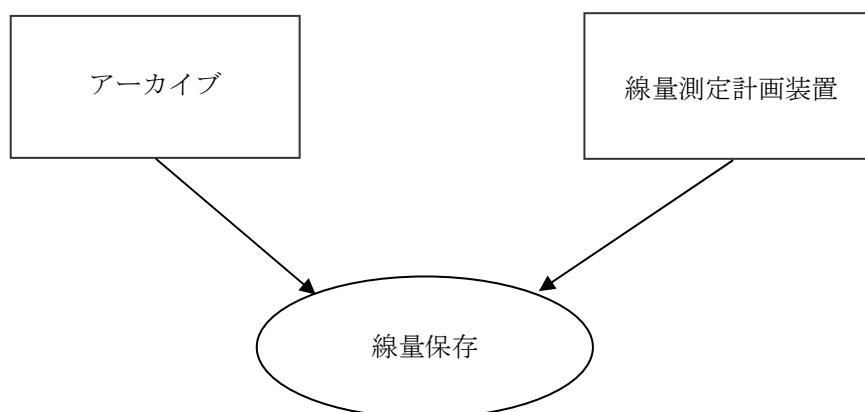 アーカイブ
線量測定計画装置
線量保存